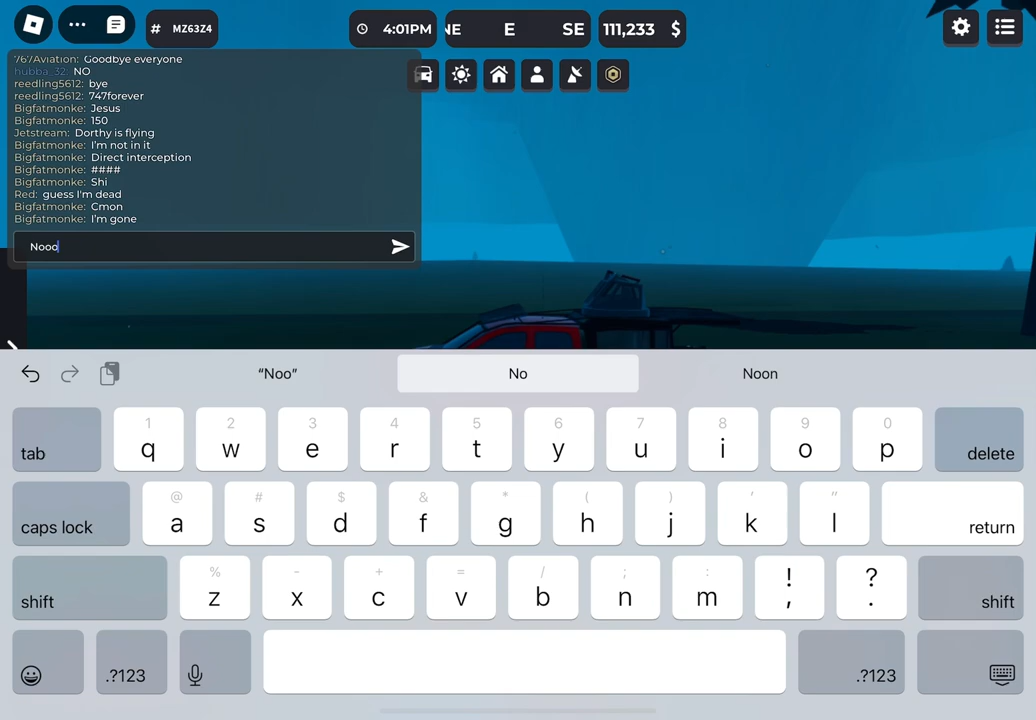 # MZ63Z4
4:01PM
NE E SE
111,233 $
767Aviation: Goodbye everyone
hubba_32: NO
reedling5612: bye
reedling5612: 747forever
Bigfatmonke: Jesus
Bigfatmonke: 150
Jetstream: Dorthy is flying
Bigfatmonke: I'm not in it
Bigfatmonke: Direct interception
Bigfatmonke: ####
Bigfatmonke: Shi
Red: guess I'm dead
Bigfatmonke: Cmon
Bigfatmonke: I'm gone
Nooo
“Noo” No Noon
1 2 3 4 5 6 7 8 9 0
tab q w e r t y u i o p delete
@ # $ & * ( ) ' "
caps lock a s d f g h j k l return
% - + = / ; : ! ?
shift z x c v b n m , . shift
.?123 .?123